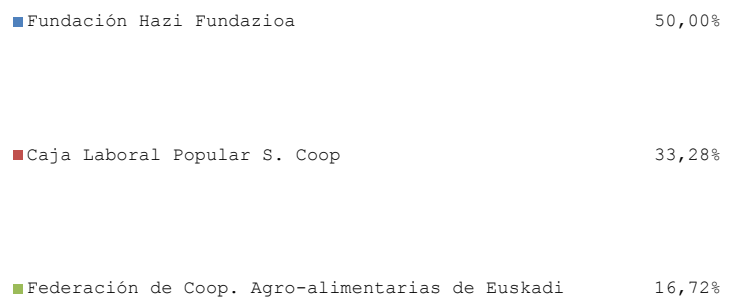 Fundación Hazi Fundazioa 50,00%
Caja Laboral Popular S. Coop 33,28%
Federación de Coop. Agro-alimentarias de Euskadi 16,72%